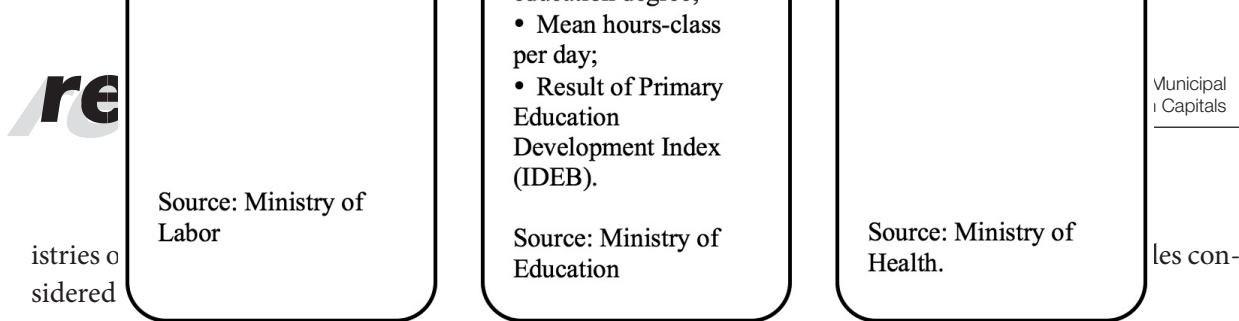 • Mean hours-class
per day;
• Result of Primary
Education
Development Index
(IDEB).
Source: Ministry of
Education
Source: Ministry of
Labor
Source: Ministry of
Health.
re
Municipal
Capitals
istries
sidered
les con-